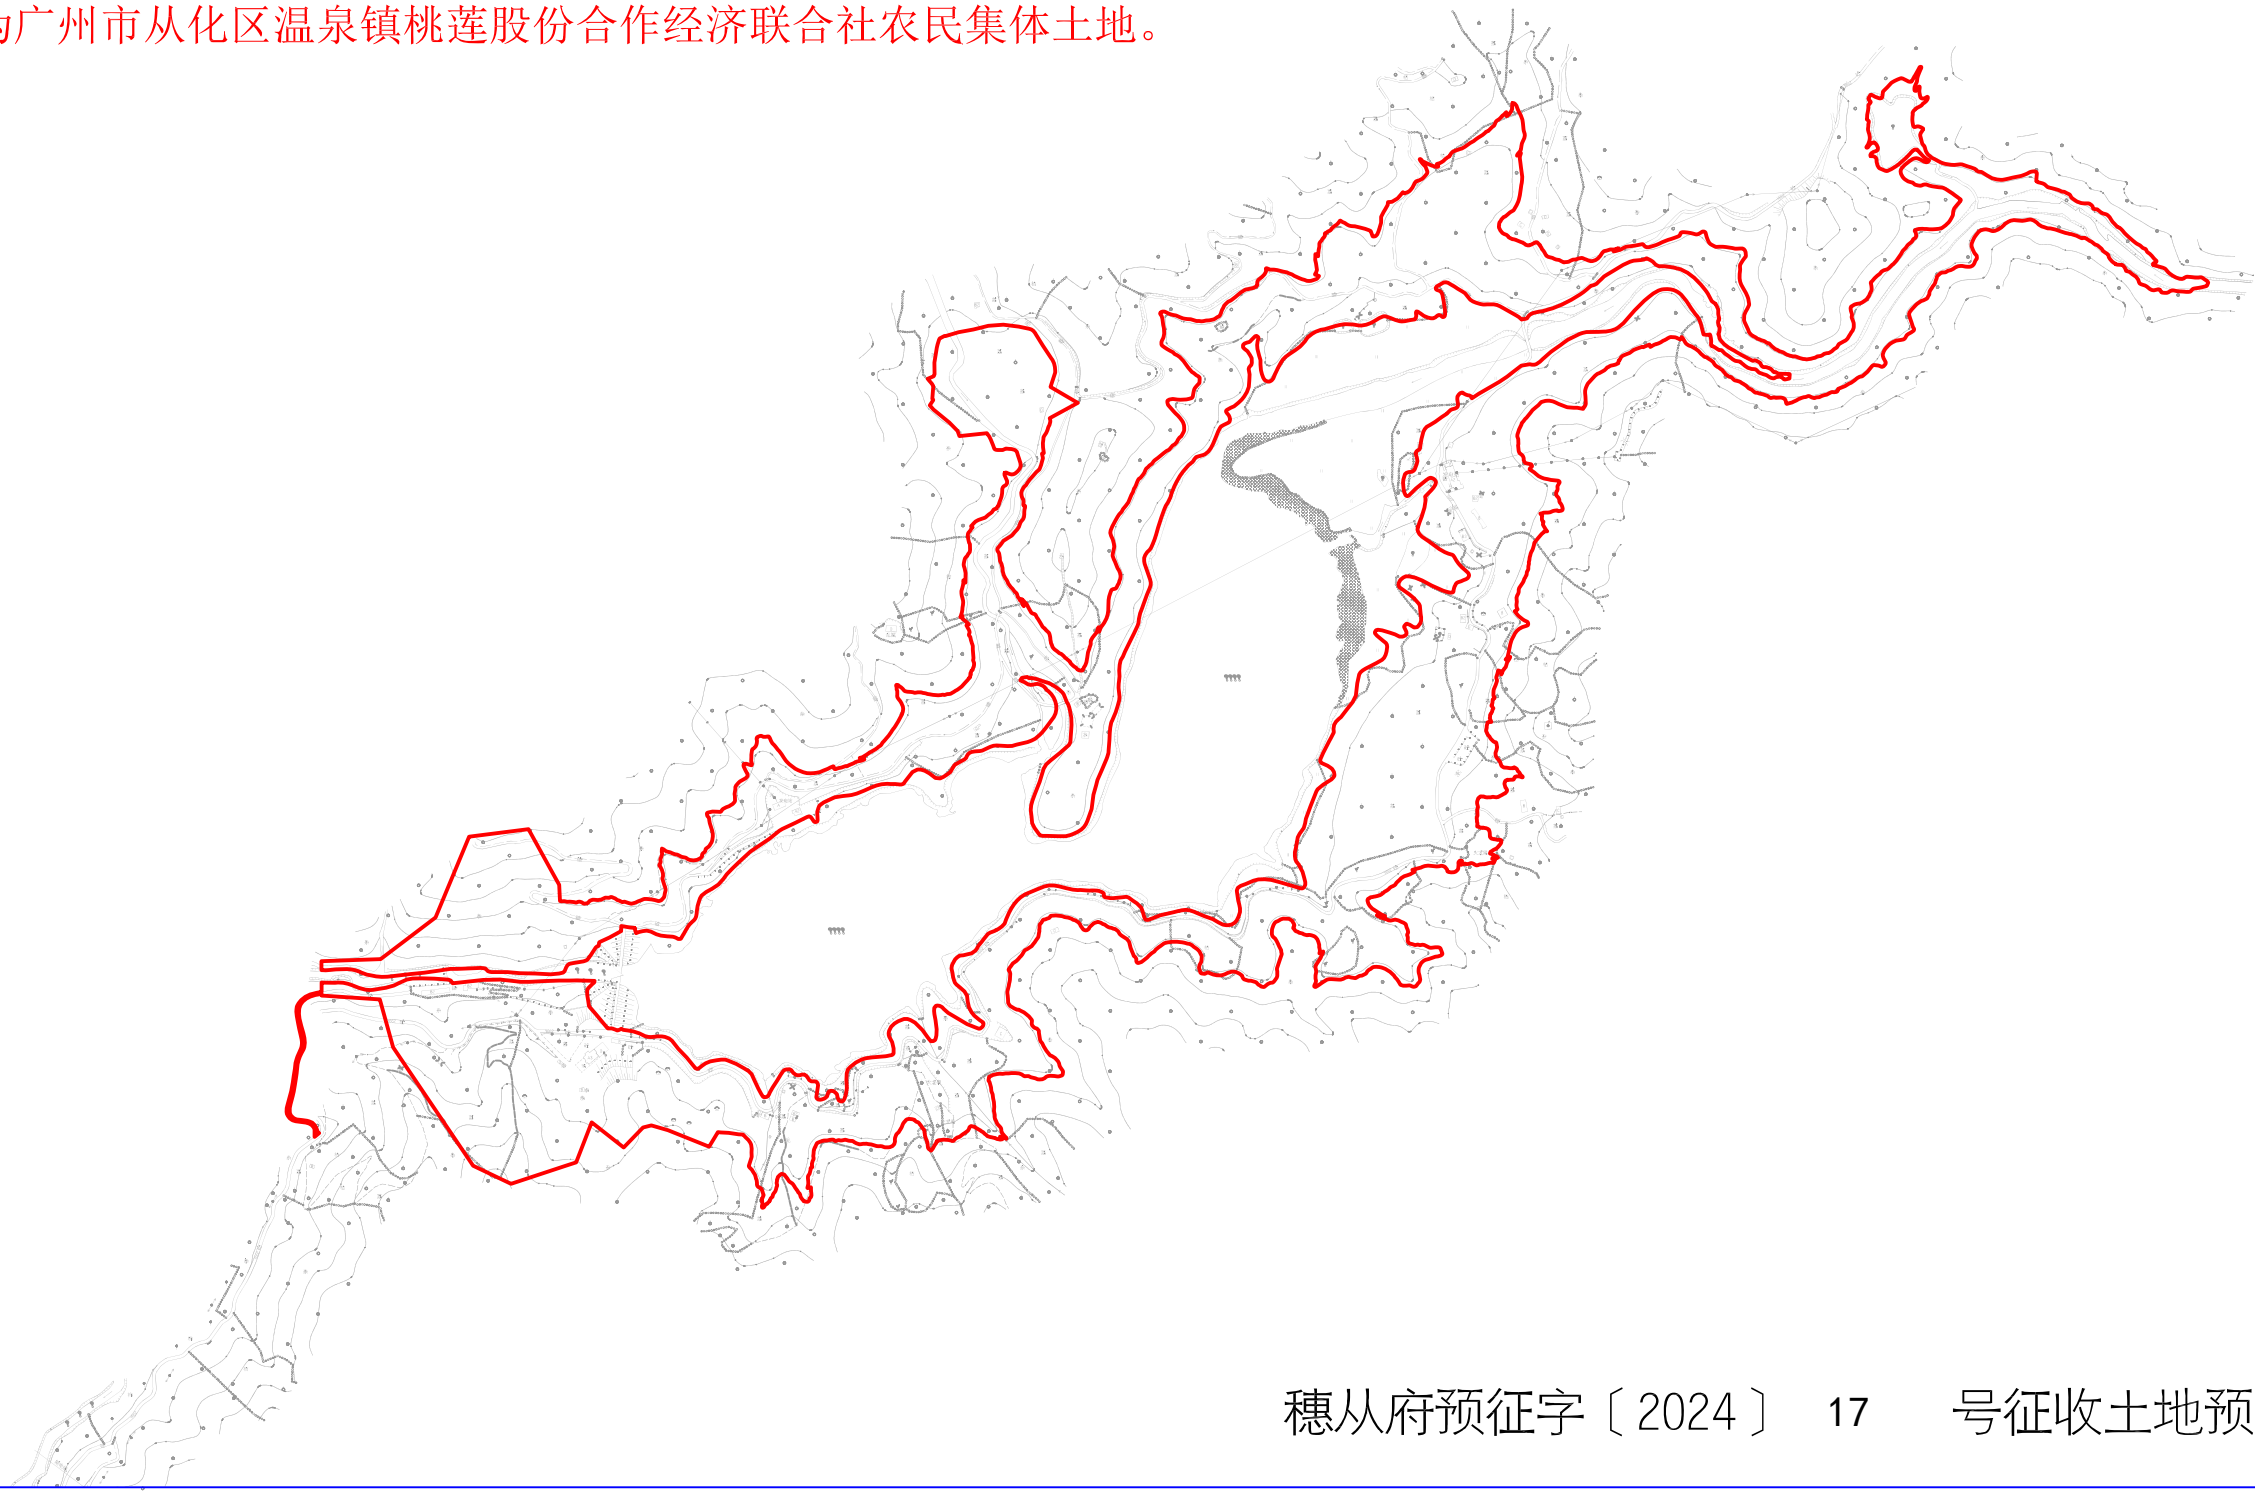 广州市从化区温泉镇桃莲股份合作经济联合社农民集体土地。
穗从府预征字〔2024〕 17 号征收土地预